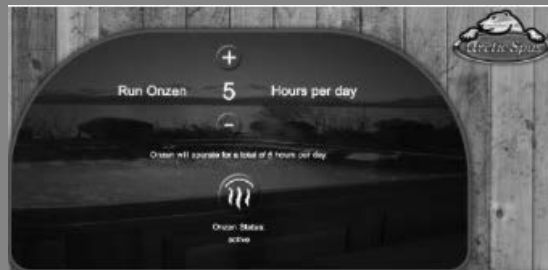 Arctic Spas
+
Run Onzen 5 Hours per day
-
Onzen will operate for a total of 5 hours per day.
Onzen Status:
active